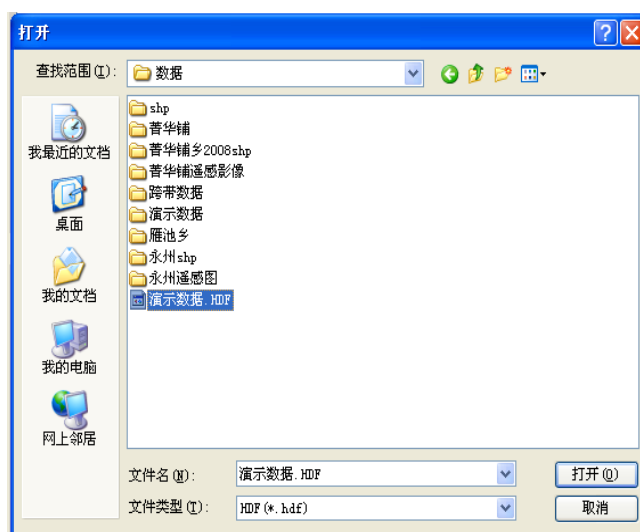 打开
查找范围(I):
数据
我最近的文档
桌面
我的文档
我的电脑
网上邻居
shp
菁华铺
菁华铺乡2008shp
菁华铺遥感影像
跨带数据
演示数据
雁池乡
永州shp
永州遥感图
演示数据.HDF
文件名(N):
演示数据.HDF
打开(O)
文件类型(T):
HDF(*.hdf)
取消